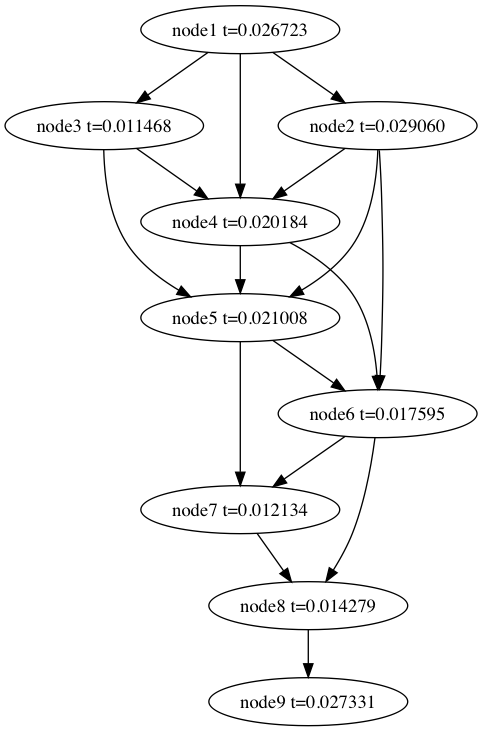 node1 t=0.026723
node3 t=0.011468
node2 t=0.029060
node4 t=0.020184
node5 t=0.021008
node6 t=0.017595
node7 t=0.012134
node8 t=0.014279
node9 t=0.027331